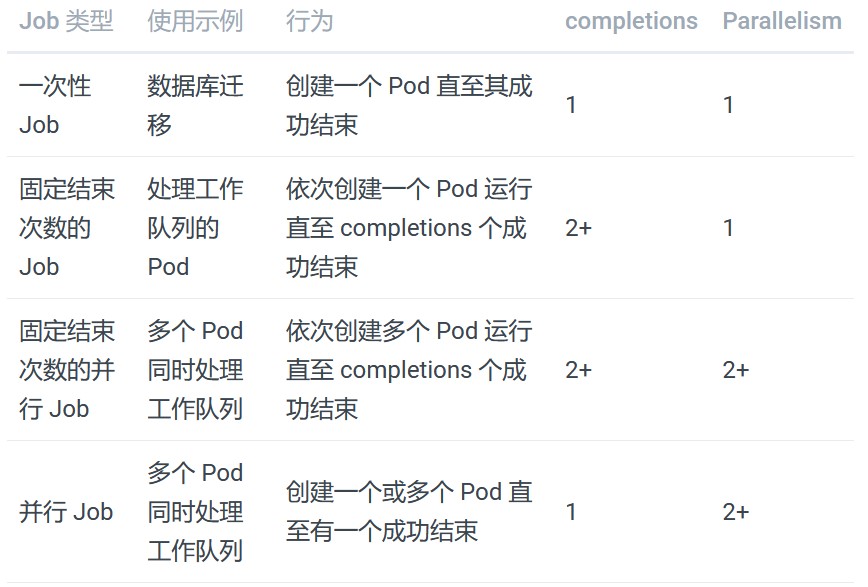 Job 类型 使用示例 行为 completions Parallelism
一次性
Job
数据库迁
移
创建一个 Pod 直至其成
功结束
1
1
固定结束
次数的
Job
处理工作
队列的
Pod
依次创建一个 Pod 运行
直至 completions 个成
功结束
2+
1
固定结束
次数的并
行 Job
多个 Pod
同时处理
工作队列
依次创建多个 Pod 运行
直至 completions 个成
功结束
2+
2+
并行 Job
多个 Pod
同时处理
工作队列
创建一个或多个 Pod 直
至有一个成功结束
1
2+